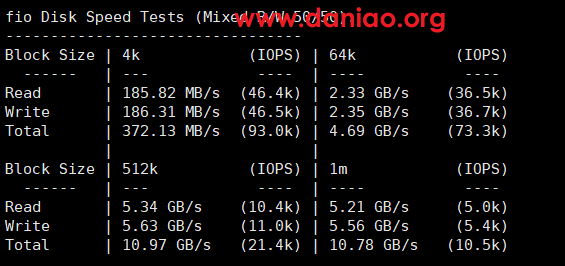 fio Disk Speed Tests (Mixed R/W 50/50)
www.daniao.org
---------------------------------
Block Size | 4k            (IOPS) | 64k           (IOPS)
  ------   | ---            ----  | ----           ----
Read       | 185.82 MB/s  (46.4k) | 2.33 GB/s    (36.5k)
Write      | 186.31 MB/s  (46.5k) | 2.35 GB/s    (36.7k)
Total      | 372.13 MB/s  (93.0k) | 4.69 GB/s    (73.3k)
           |                      |
Block Size | 512k          (IOPS) | 1m            (IOPS)
  ------   | ---            ----  | ----           ----
Read       | 5.34 GB/s    (10.4k) | 5.21 GB/s     (5.0k)
Write      | 5.63 GB/s    (11.0k) | 5.56 GB/s     (5.4k)
Total      | 10.97 GB/s   (21.4k) | 10.78 GB/s   (10.5k)